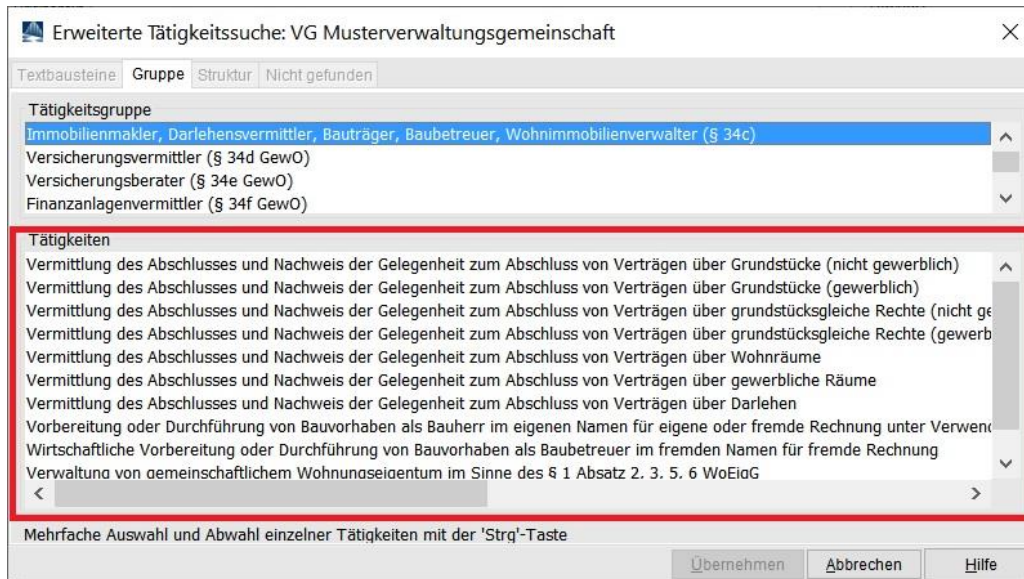 Erweiterte Tätigkeitssuche: VG Musterverwaltungsgemeinschaft
Textbausteine Gruppe Struktur Nicht gefunden
Tätigkeitsgruppe
Immobilienmakler, Darlehensvermittler, Bauträger, Baubetreuer, Wohnimmobilienverwalter (§ 34c)
Versicherungsvermittler (§ 34d GewO)
Versicherungsberater (§ 34e GewO)
Finanzanlagenvermittler (§ 34f GewO)
Tätigkeiten
Vermittlung des Abschlusses und Nachweis der Gelegenheit zum Abschluss von Verträgen über Grundstücke (nicht gewerblich)
Vermittlung des Abschlusses und Nachweis der Gelegenheit zum Abschluss von Verträgen über Grundstücke (gewerblich)
Vermittlung des Abschlusses und Nachweis der Gelegenheit zum Abschluss von Verträgen über grundstücksgleiche Rechte (nicht ge
Vermittlung des Abschlusses und Nachweis der Gelegenheit zum Abschluss von Verträgen über grundstücksgleiche Rechte (gewerb
Vermittlung des Abschlusses und Nachweis der Gelegenheit zum Abschluss von Verträgen über Wohnräume
Vermittlung des Abschlusses und Nachweis der Gelegenheit zum Abschluss von Verträgen über gewerbliche Räume
Vermittlung des Abschlusses und Nachweis der Gelegenheit zum Abschluss von Verträgen über Darlehen
Vorbereitung oder Durchführung von Bauvorhaben als Bauherr im eigenen Namen für eigene oder fremde Rechnung unter Verwend
Wirtschaftliche Vorbereitung oder Durchführung von Bauvorhaben als Baubetreuer im fremden Namen für fremde Rechnung
Verwaltung von gemeinschaftlichem Wohnungseigentum im Sinne des § 1 Absatz 2, 3, 5, 6 WoEigG
Mehrfache Auswahl und Abwahl einzelner Tätigkeiten mit der 'Strg'-Taste
Übernehmen Abbrechen Hilfe